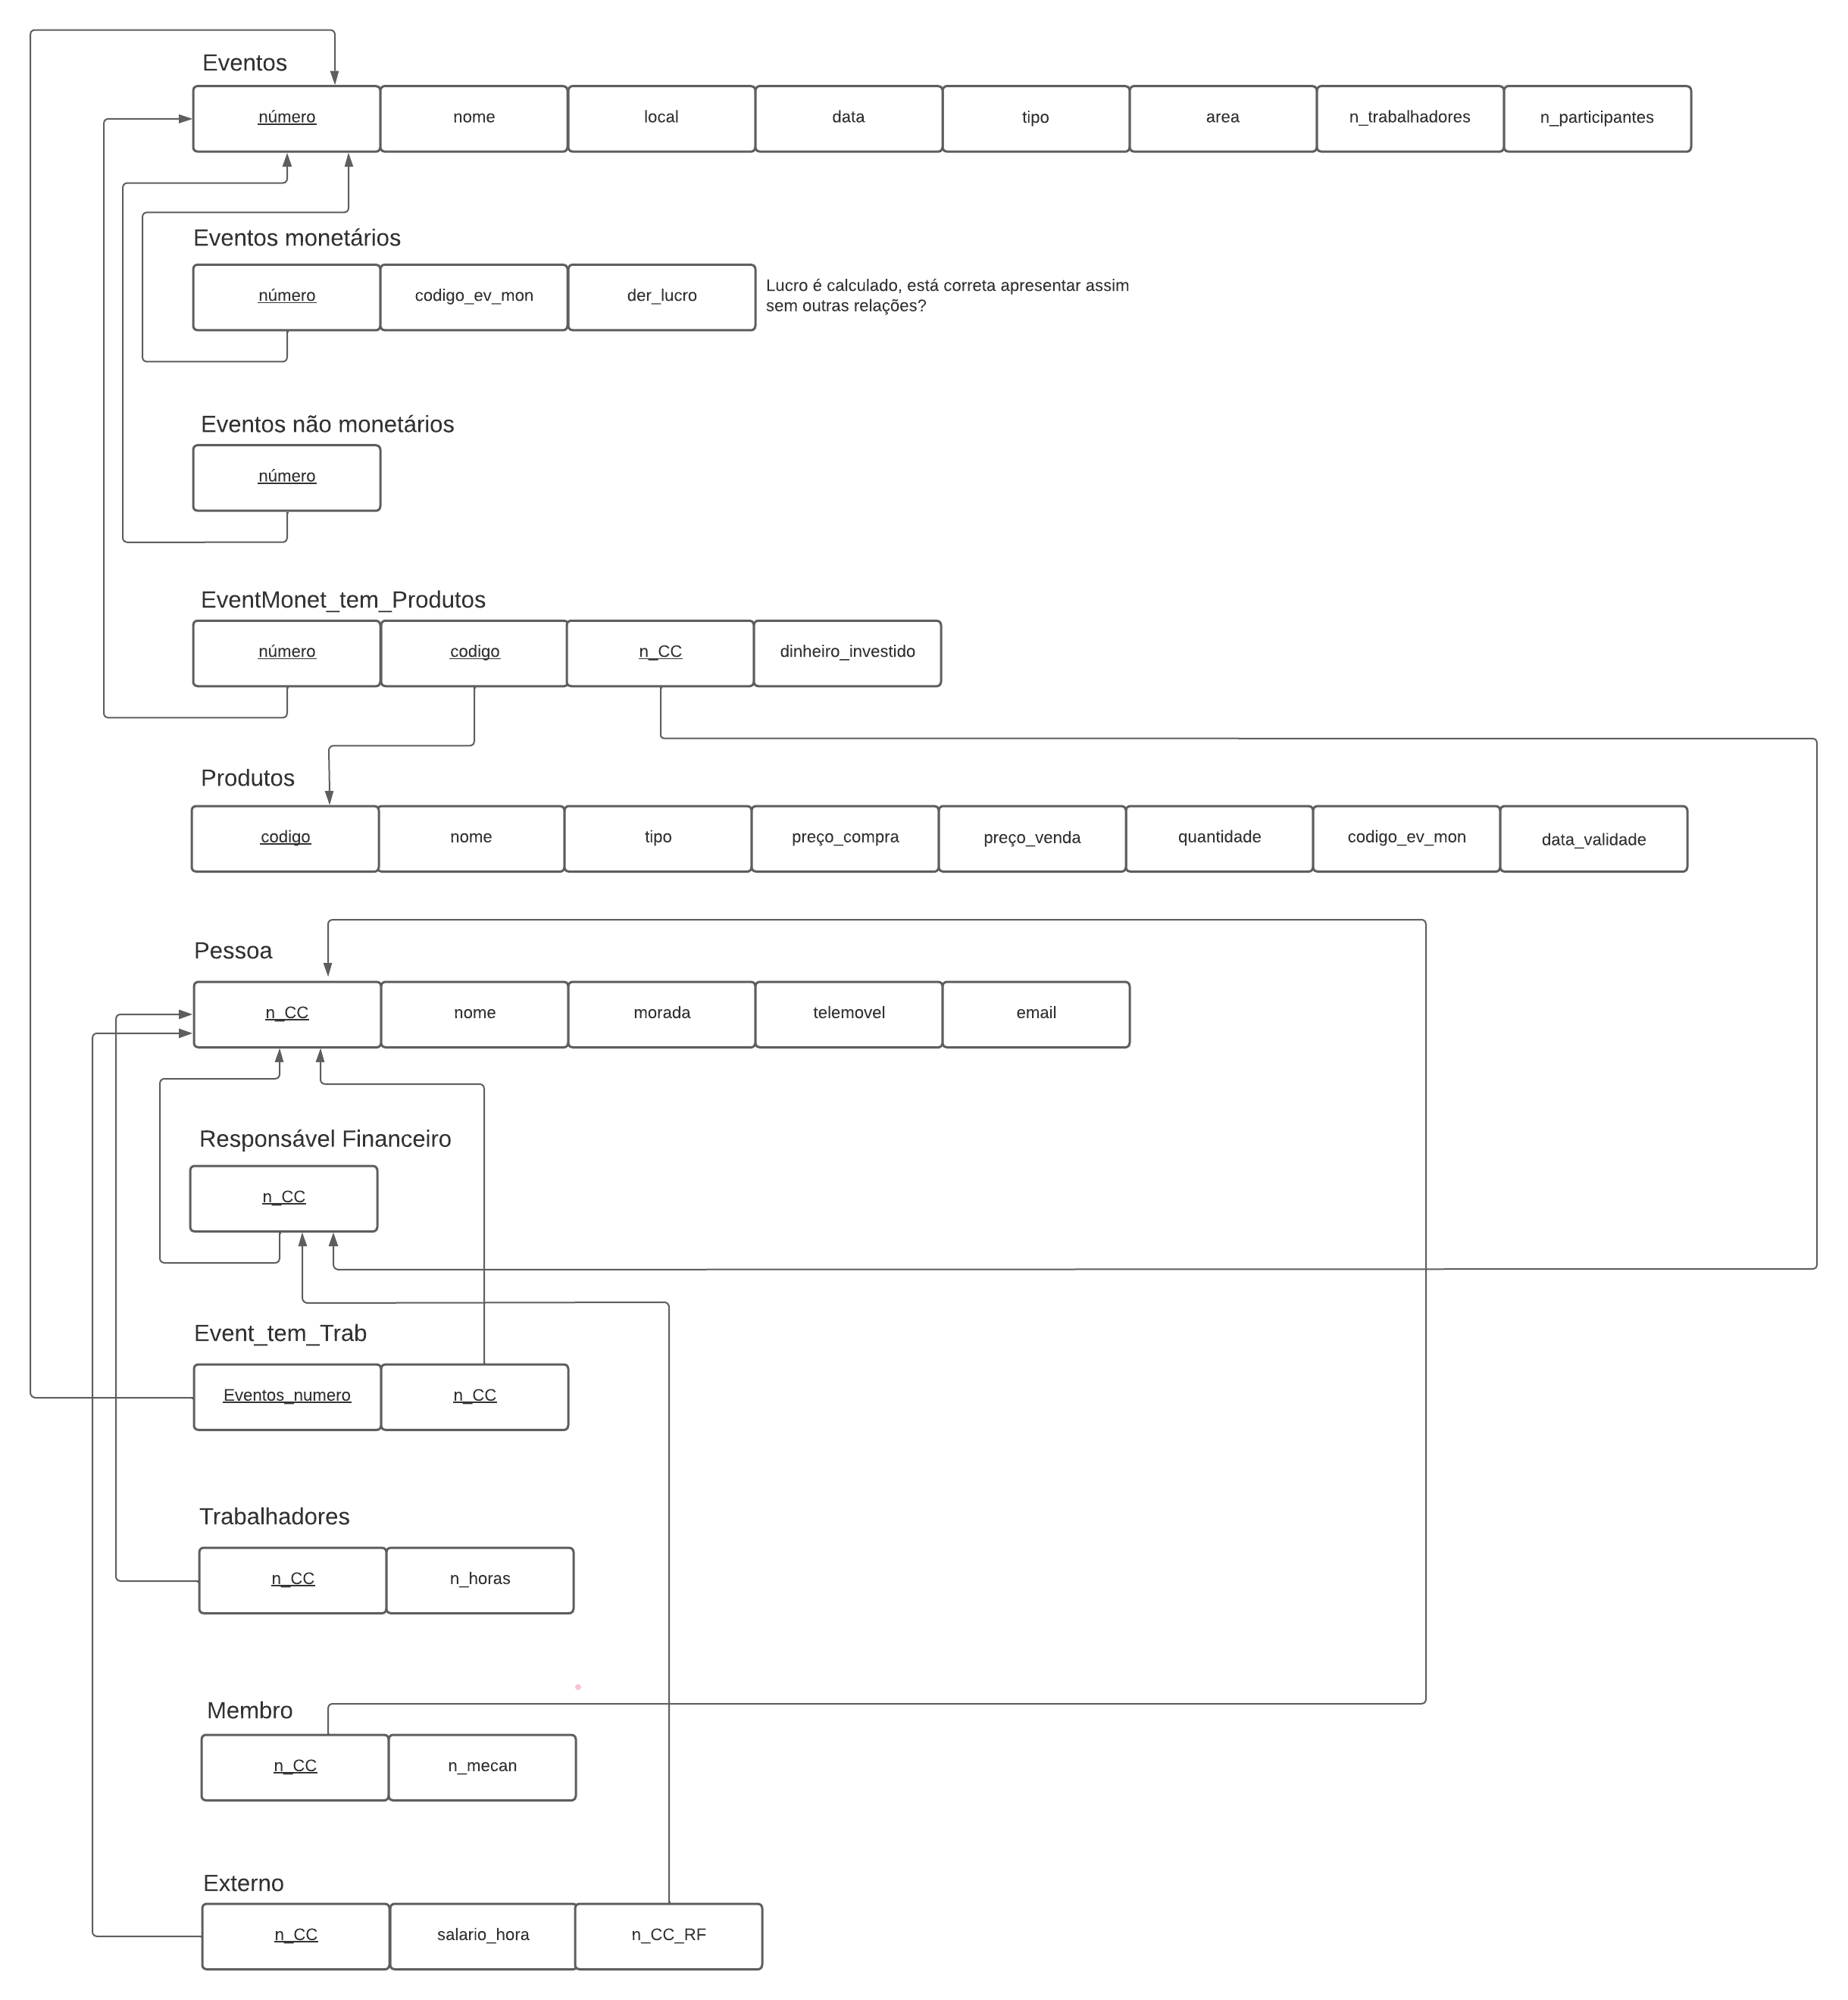 Eventos
número nome local data tipo area n_trabalhadores n_participantes
Eventos monetários
número codigo_ev_mon der_lucro
Lucro é calculado, está correta apresentar assim
sem outras relações?
Eventos não monetários
número
EventMonet_tem_Produtos
número codigo n_CC dinheiro_investido
Produtos
codigo nome tipo preço_compra preço_venda quantidade codigo_ev_mon data_validade
Pessoa
n_CC nome morada telemovel email
Responsável Financeiro
n_CC
Event_tem_Trab
Eventos_numero n_CC
Trabalhadores
n_CC n_horas
Membro
n_CC n_mecan
Externo
n_CC salario_hora n_CC_RF